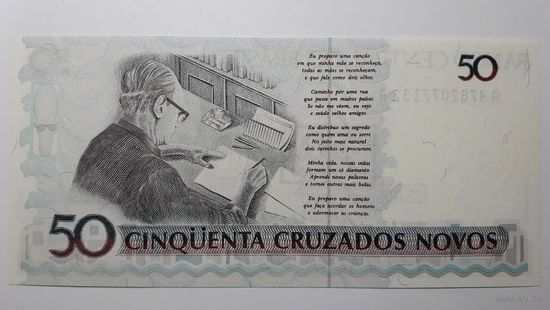 Eu preparo uma canção
em que minha mãe se reconheça,
todas as mães se reconheçam,
e que fale como dois olhos.
Caminho por uma rua
que passa em muitos países.
Se não me vêem, eu vejo
e saúdo velhos amigos.
Eu distribuo um segredo
como quem ama ou sorri.
No jeito mais natural
dois carinhos se procuram.
Minha vida, nossas vidas
formam um só diamante.
Aprendi novas palavras
e tornei outras mais belas.
Eu preparo uma canção
que faça acordar os homens
e adormecer as crianças.
50
50 CINQÜENTA CRUZADOS NOVOS
www.ay.by